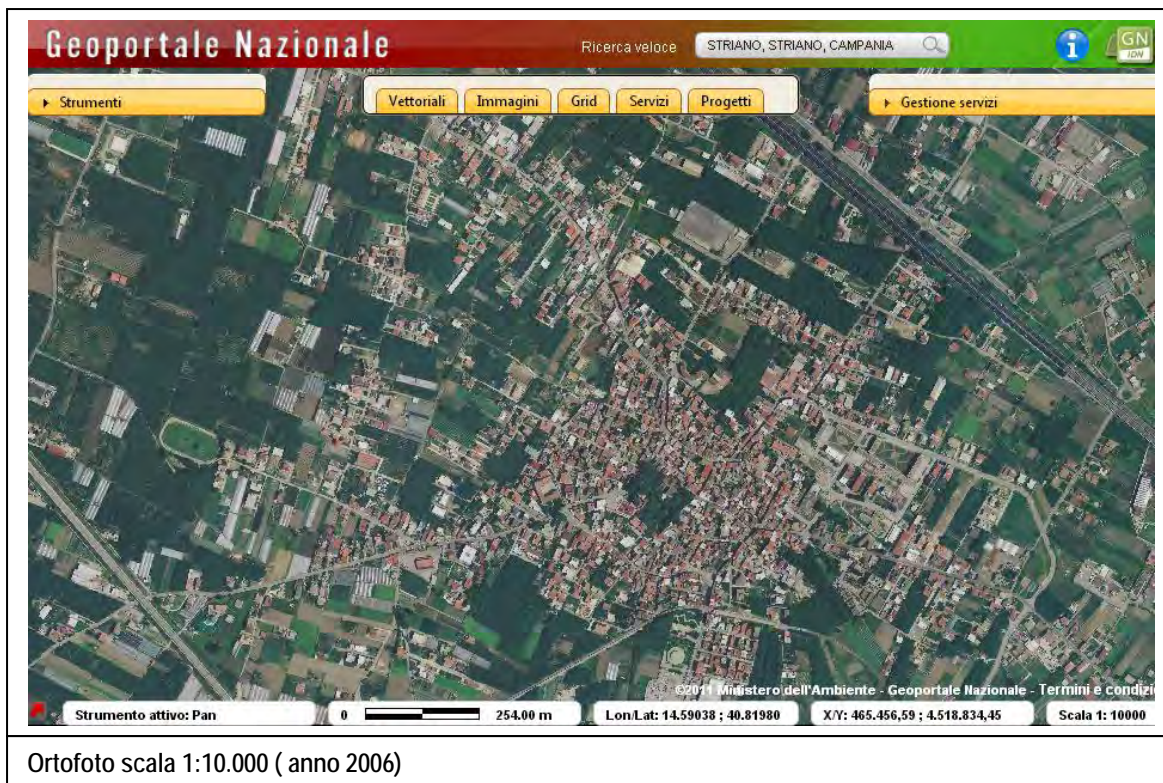 Geoportale Nazionale
Ricerca veloce
STRIANO, STRIANO, CAMPANIA
GN
IDN
Strumenti
Vettoriali
Immagini
Grid
Servizi
Progetti
Gestione servizi
©2011 Ministero dell'Ambiente - Geoportale Nazionale - Termini e condizi
Strumento attivo: Pan
0
254.00 m
Lon/Lat: 14.59038 ; 40.81980
X/Y: 465.456,59 ; 4.518.834,45
Scala 1: 10000
Ortofoto scala 1:10.000 ( anno 2006)